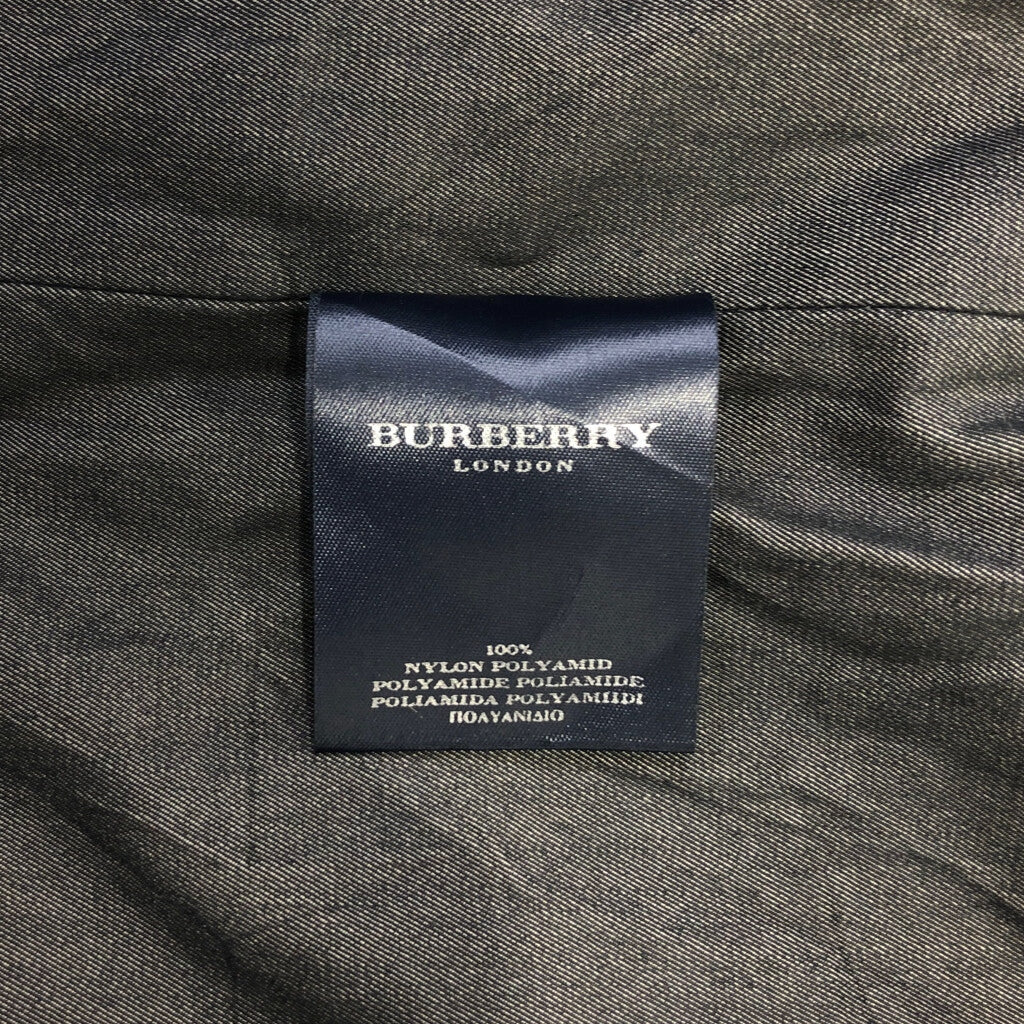 BURBERRY
LONDON
100%
NYLON POLYAMID
POLYAMIDE POLIAMIDE
POLIAMIDA POLYAMIIDI
ΠΟΛΥΑΝΙΔΙΟ